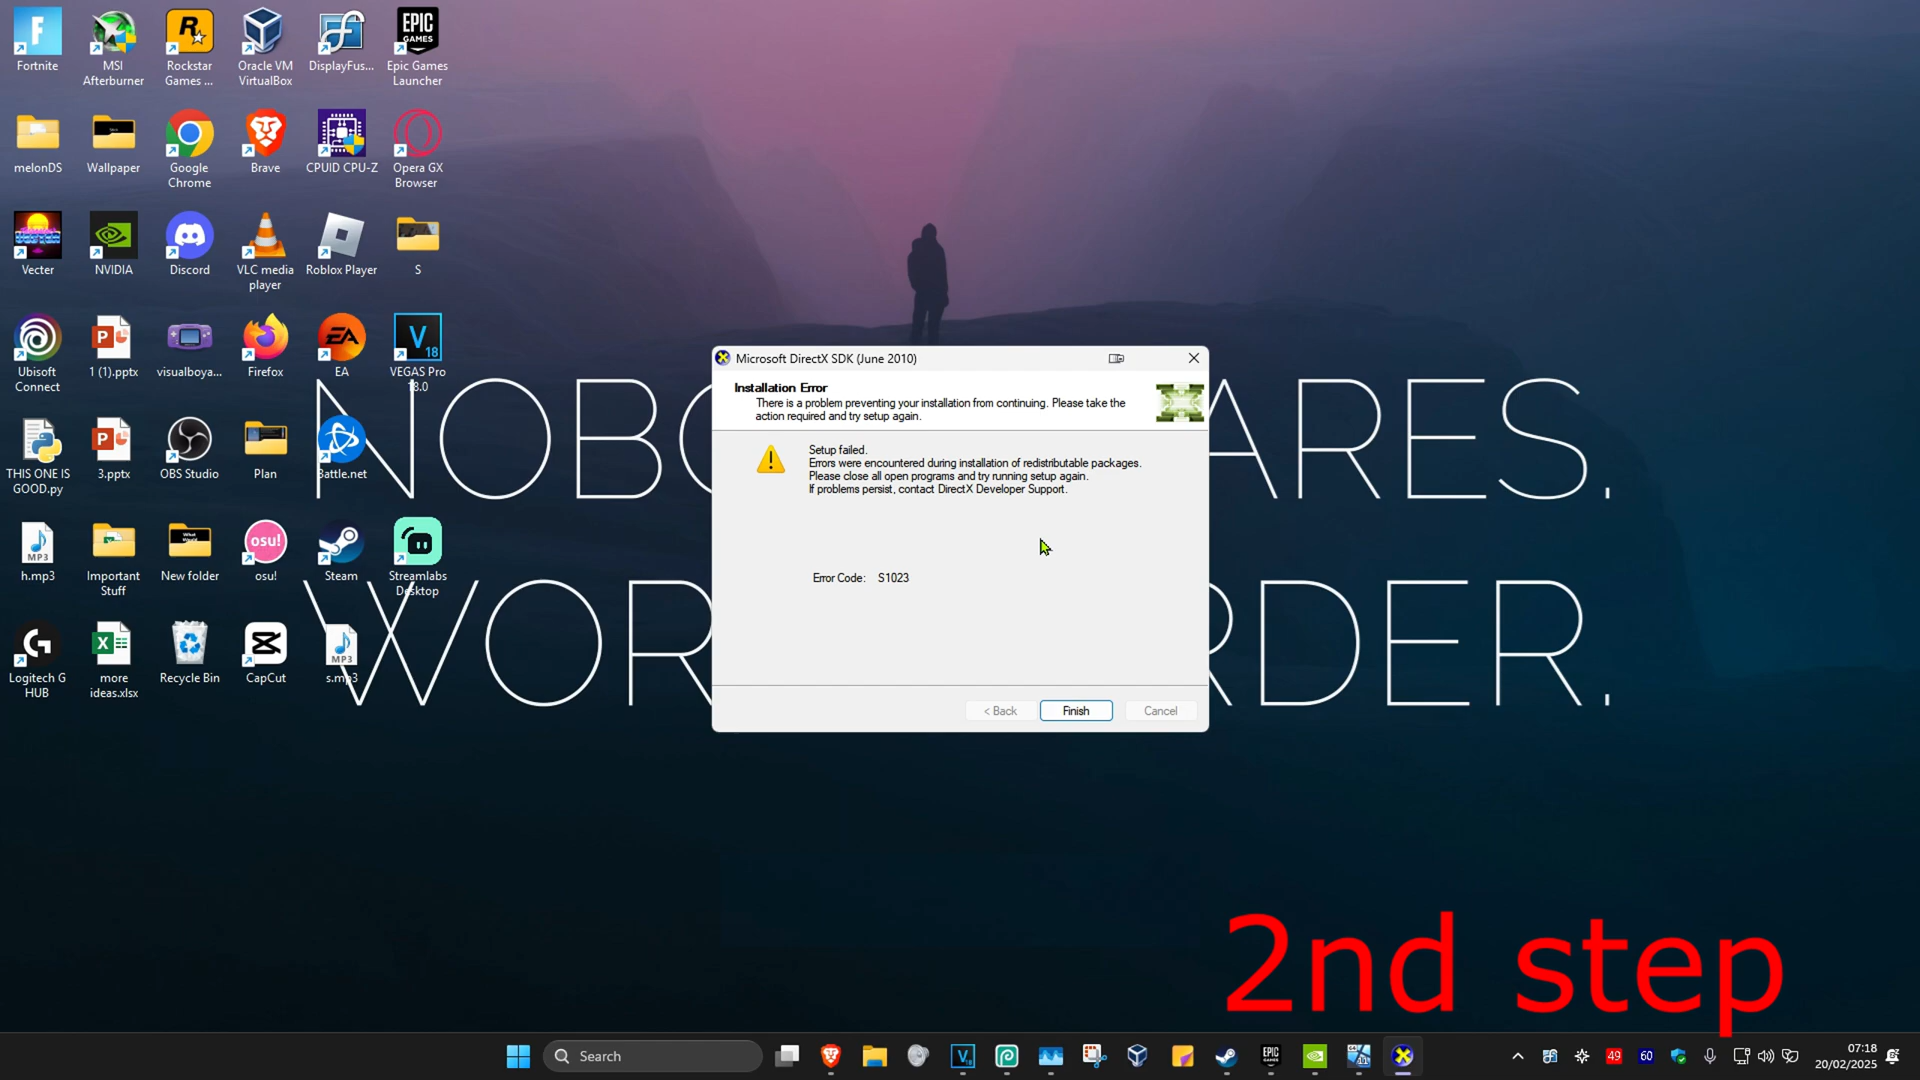 Fortnite
MSI
Afterburner
Rockstar
Games ...
Oracle VM
VirtualBox
DisplayFus...
EPIC
GAMES
Epic Games
Launcher
melonDS
Wallpaper
Google
Chrome
Brave
CPUID CPU-Z
Opera GX
Browser
Vecter
NVIDIA
Discord
VLC media
player
Roblox Player
S
Ubisoft
Connect
1 (1).pptx
visualboya...
Firefox
EA
V
18
VEGAS Pro
18.0
THIS ONE IS
GOOD.py
3.pptx
OBS Studio
Plan
Battle.net
MP3
h.mp3
Important
Stuff
New folder
osu!
osu!
Steam
Streamlabs
Desktop
Logitech G
HUB
more
ideas.xlsx
Recycle Bin
CapCut
MP3
s.mp3
NOBO
ARES.
WOR
RDER.
Microsoft DirectX SDK (June 2010)
Installation Error
There is a problem preventing your installation from continuing. Please take the
action required and try setup again.
Setup failed.
Errors were encountered during installation of redistributable packages.
Please close all open programs and try running setup again.
If problems persist, contact DirectX Developer Support.
Error Code: S1023
< Back
Finish
Cancel
2nd step
Search
49
60
07:18
20/02/2025